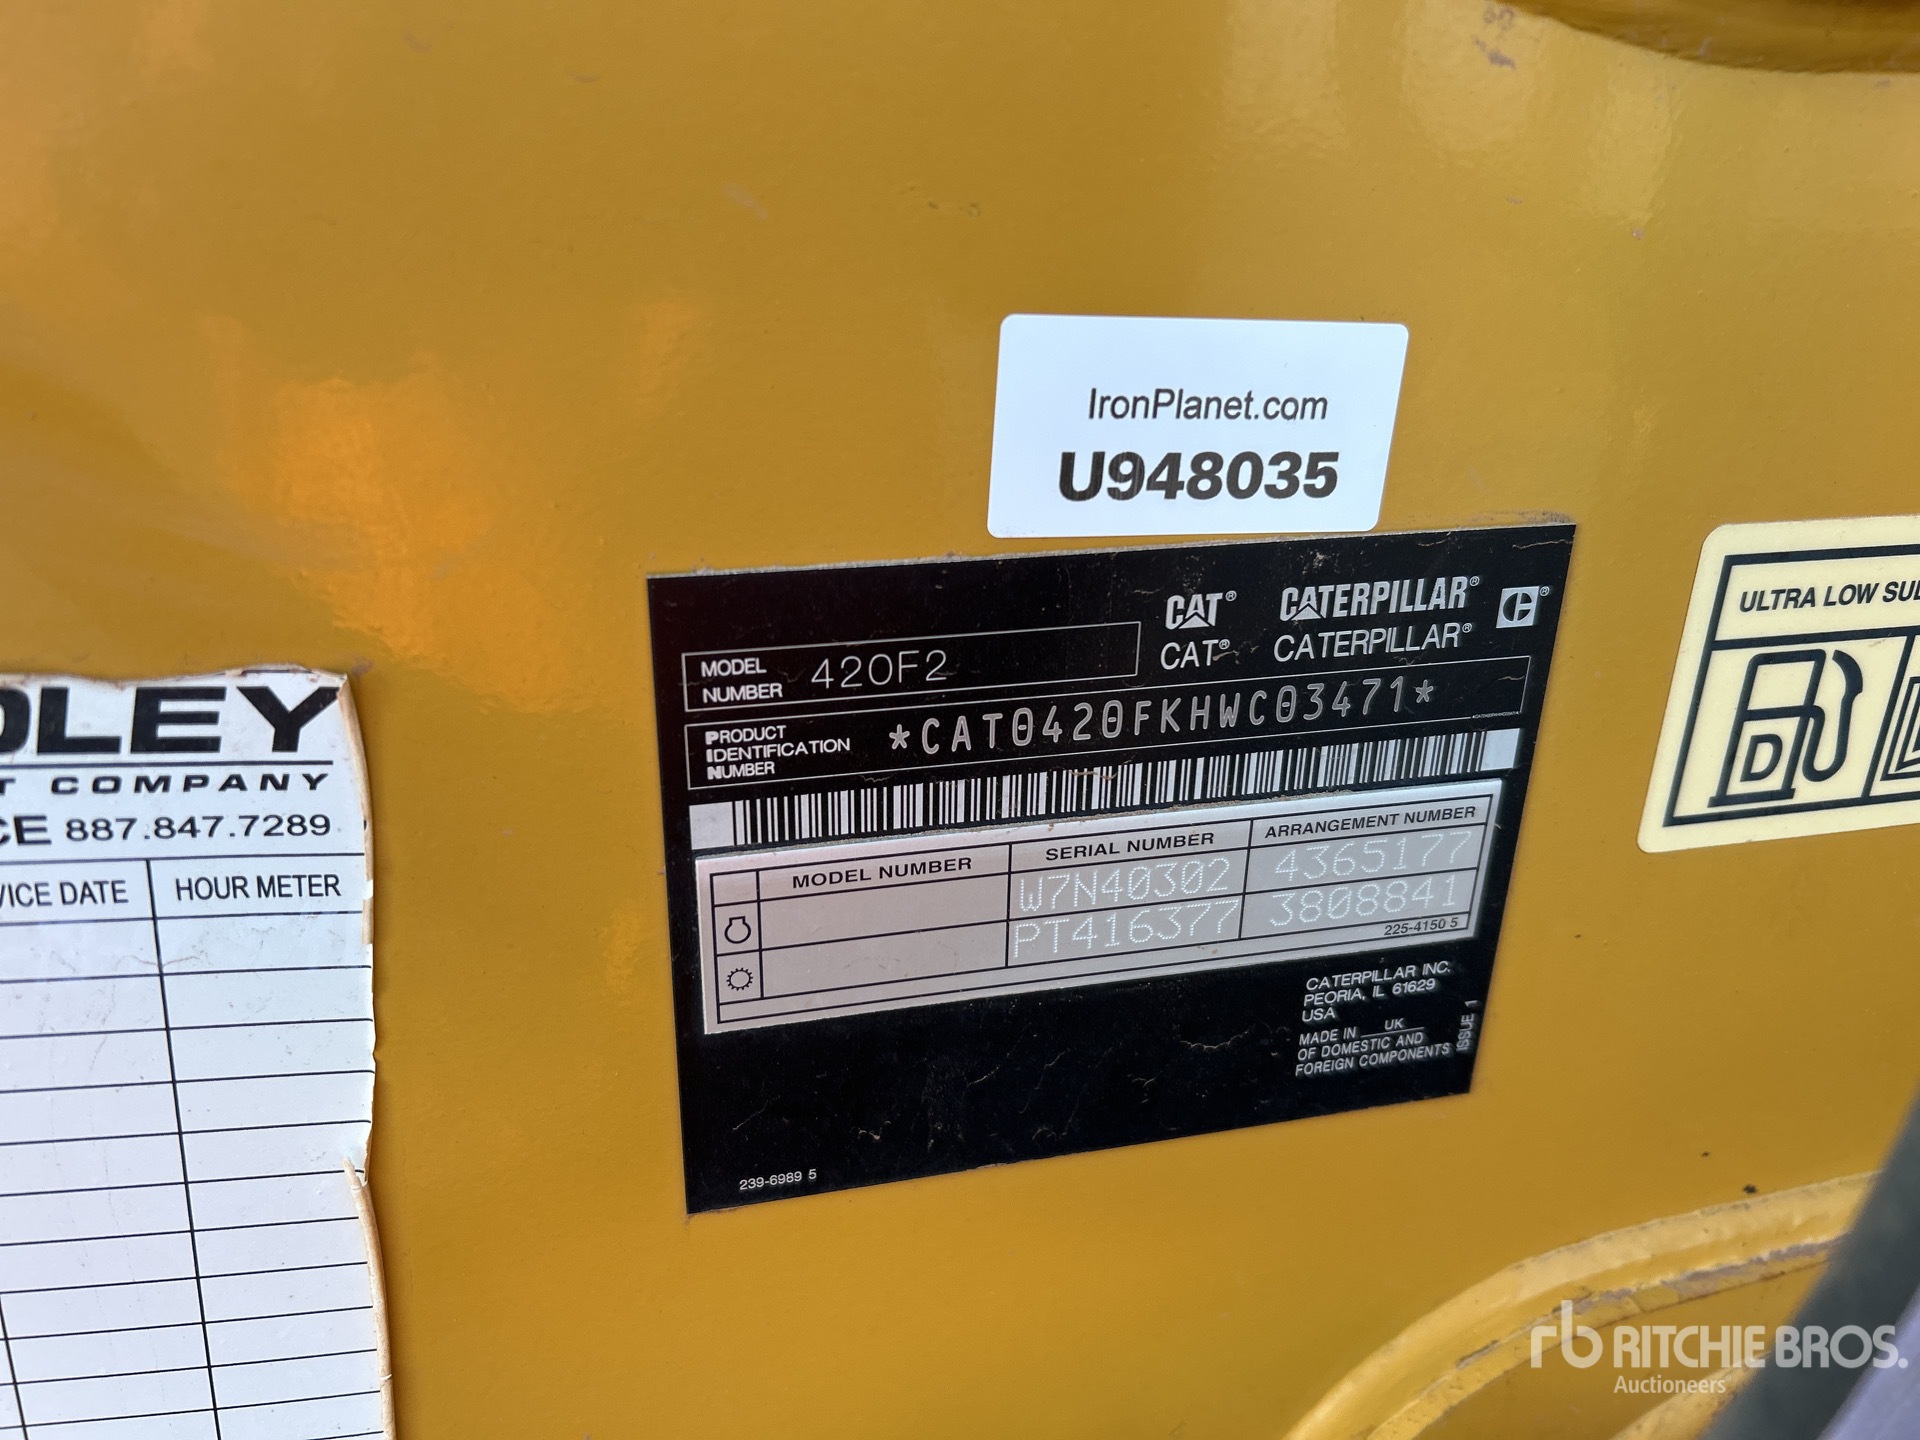 IronPlanet.com
U948035
CAT® CATERPILLAR®
CAT® CATERPILLAR®
MODEL NUMBER 420F2
PRODUCT IDENTIFICATION NUMBER *CAT0420FKHWC03471*
MODEL NUMBER SERIAL NUMBER ARRANGEMENT NUMBER
W7N40302 4365177
PT416377 3808841
225-4150 5
CATERPILLAR INC.
PEORIA, IL 61629
USA
MADE IN UK
OF DOMESTIC AND
FOREIGN COMPONENTS
ISSUE 1
239-6989 5
DLEY
T COMPANY
CE 887.847.7289
VICE DATE HOUR METER
ULTRA LOW SUL
D
rb RITCHIE BROS.
Auctioneers